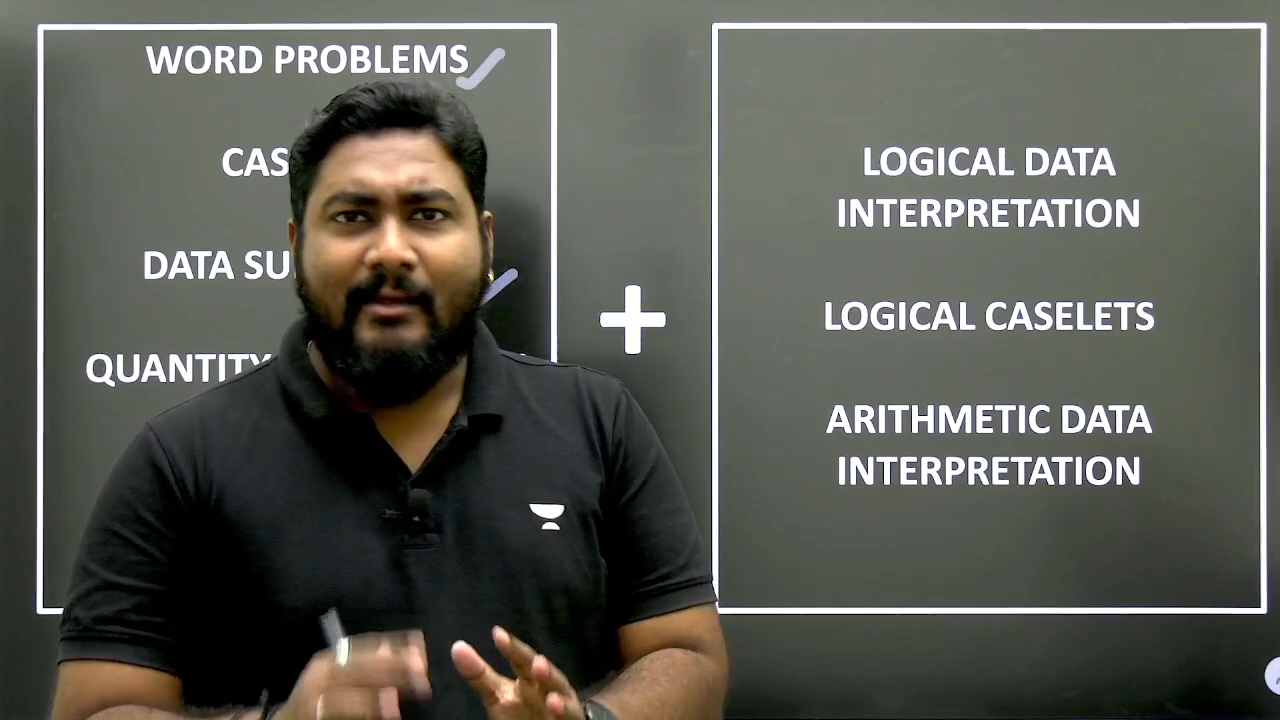 WORD PROBLEMS
DATA
QUANTITY
LOGICAL DATA
INTERPRETATION
LOGICAL CASELETS
ARITHMETIC DATA
INTERPRETATION